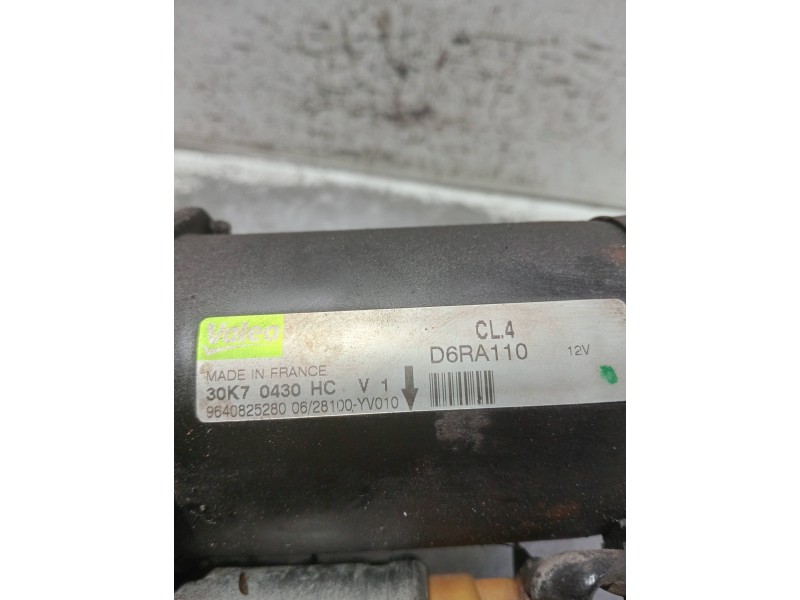 Valeo
CL.4
D6RA110 12V
MADE IN FRANCE
30K7 0430 HC V 1
9640825280 06/28100-YV010